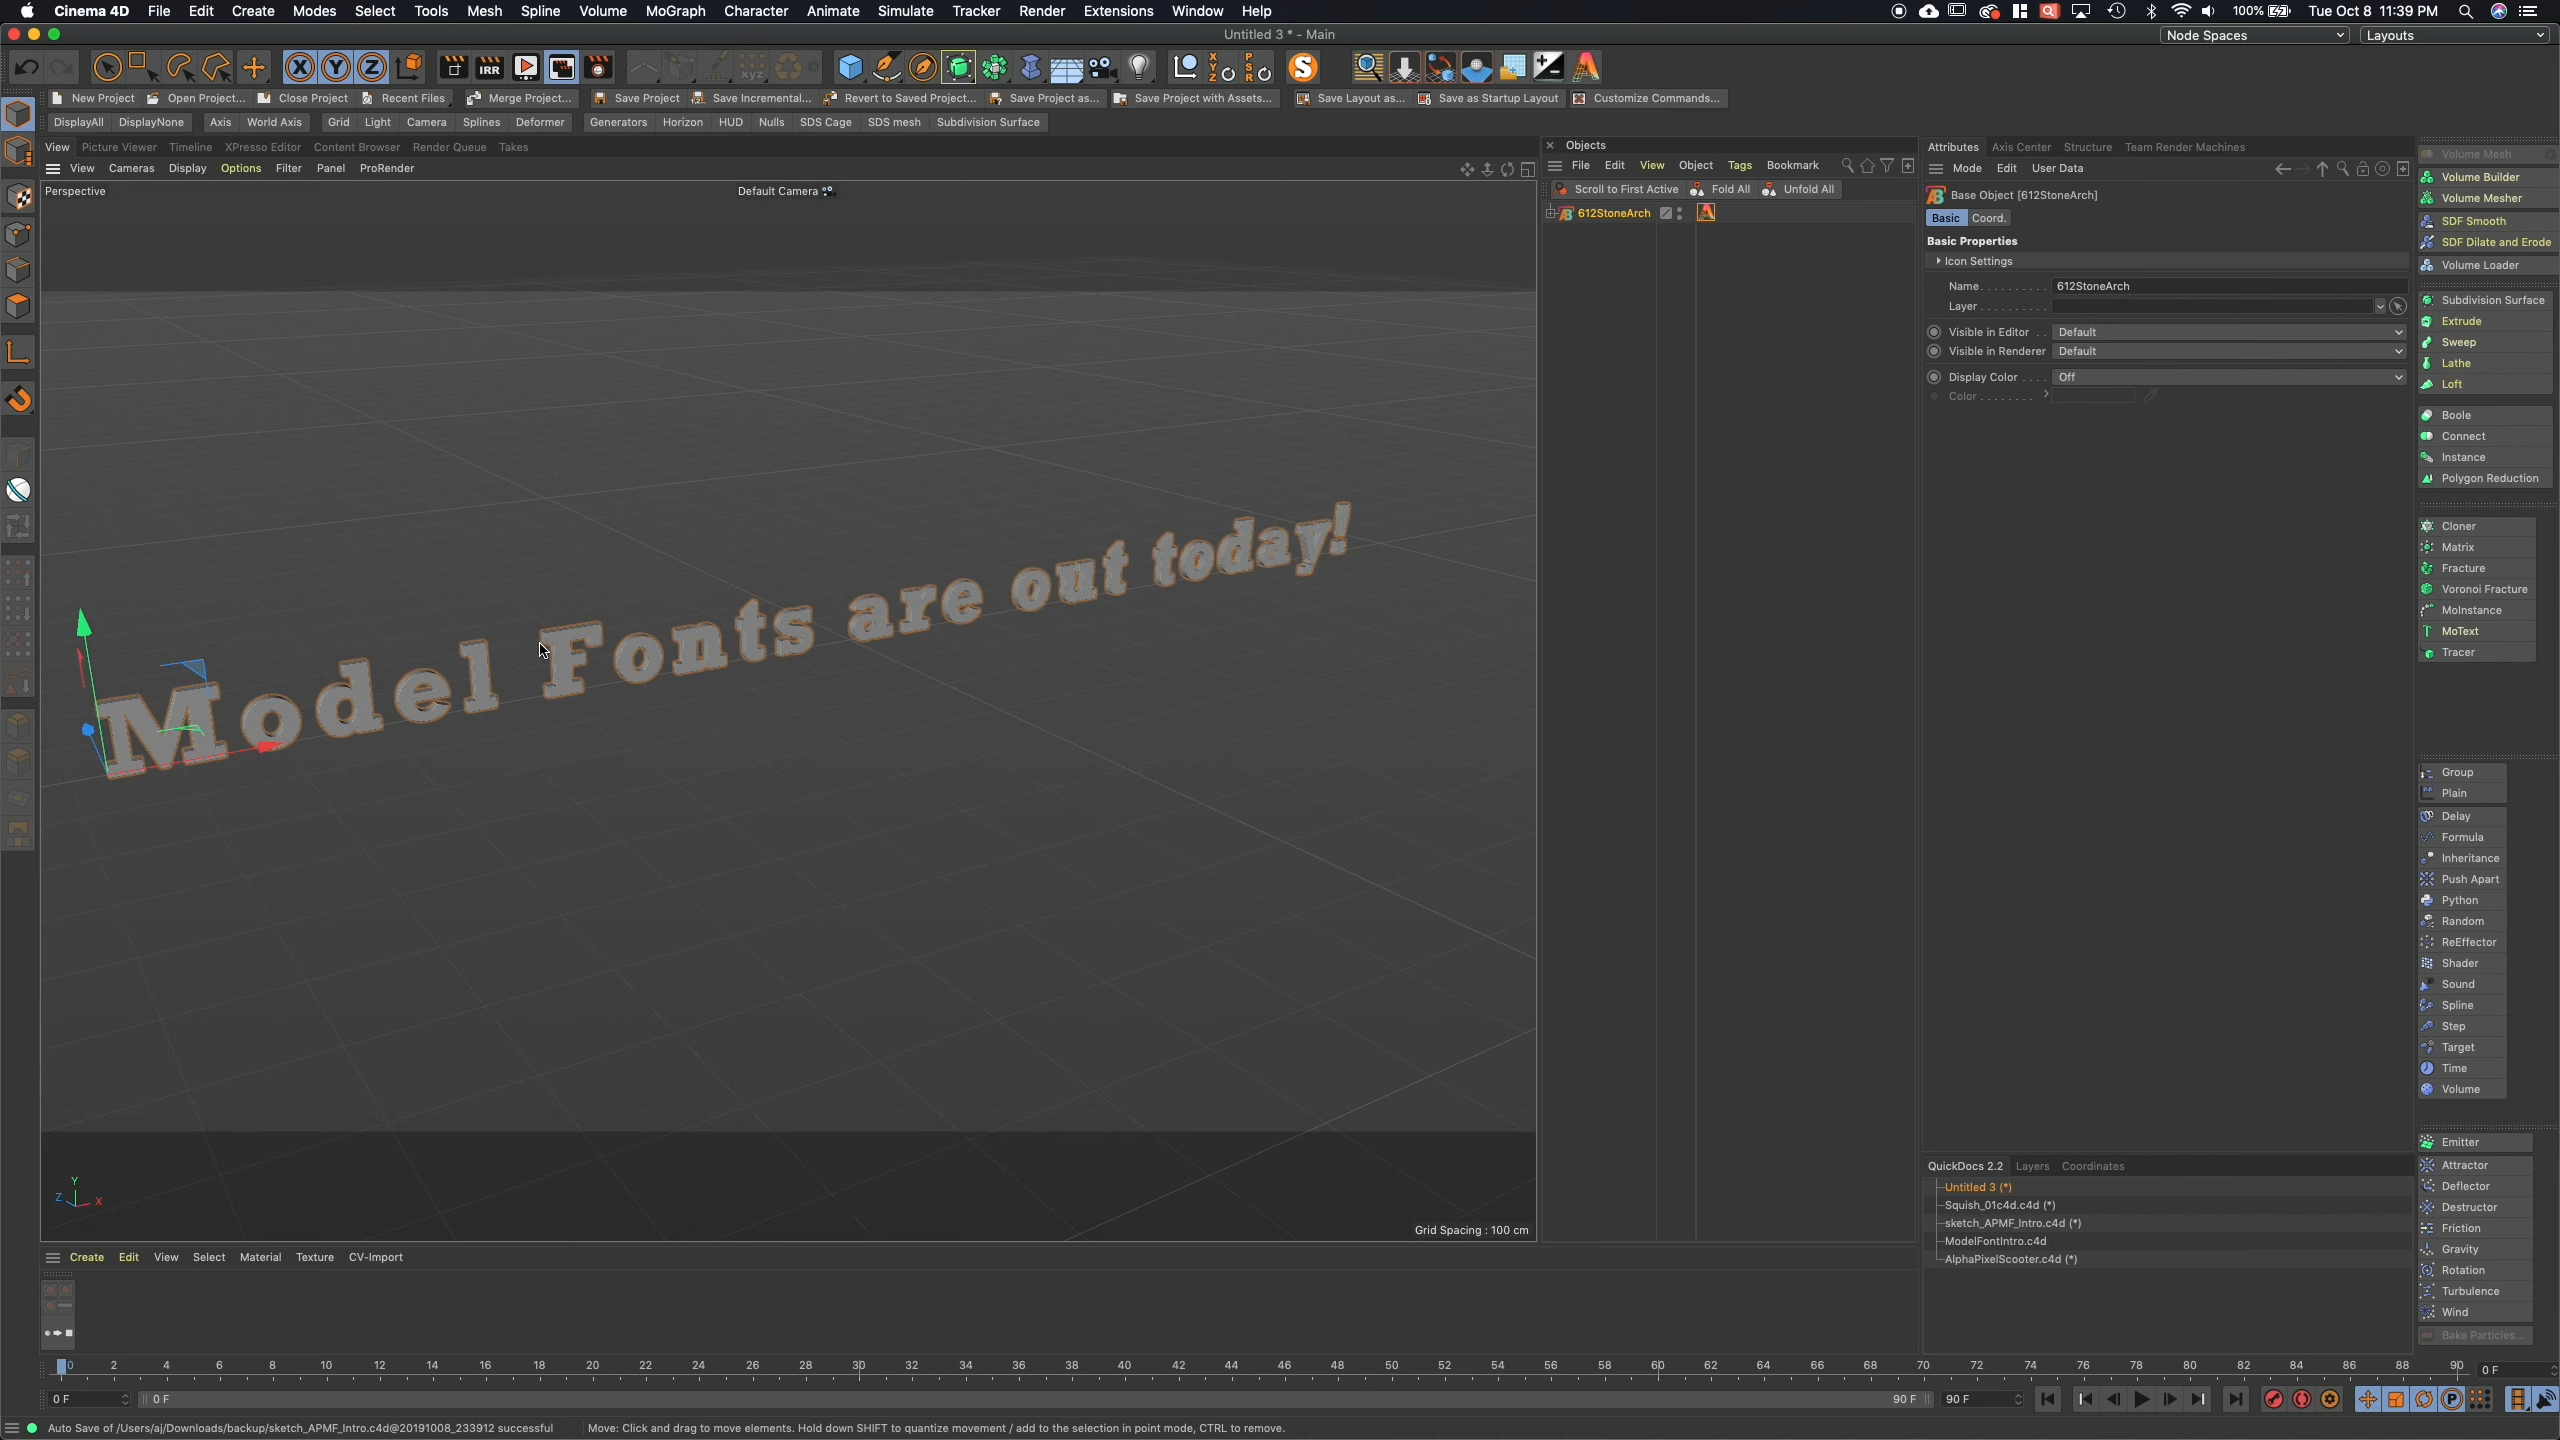 Cinema 4D File Edit Create Modes Select Tools Mesh Spline Volume MoGraph Character Animate Simulate Tracker Render Extensions Window Help 100% Tue Oct 8 11:39 PM
Untitled 3 * - Main Node Spaces Layouts
New Project Open Project... Close Project Recent Files Merge Project... Save Project Save Incremental... Revert to Saved Project... Save Project as... Save Project with Assets... Save Layout as... Save as Startup Layout Customize Commands...
DisplayAll DisplayNone Axis World Axis Grid Light Camera Splines Deformer Generators Horizon HUD Nulls SDS Cage SDS mesh Subdivision Surface
View Picture Viewer Timeline XPresso Editor Content Browser Render Queue Takes
View Cameras Display Options Filter Panel ProRender
Perspective
Default Camera
Model Fonts are out today!
Y
Z X
Grid Spacing : 100 cm
Objects
File Edit View Object Tags Bookmark
Scroll to First Active Fold All Unfold All
612StoneArch
Attributes Axis Center Structure Team Render Machines
Mode Edit User Data
Base Object [612StoneArch]
Basic Coord.
Basic Properties
Icon Settings
Name . . . . . . . . . . 612StoneArch
Layer . . . . . . . . . .
Visible in Editor . . Default
Visible in Renderer Default
Display Color . . . . Off
Color . . . . . . . .
Volume Mesh
Volume Builder
Volume Mesher
SDF Smooth
SDF Dilate and Erode
Volume Loader
Subdivision Surface
Extrude
Sweep
Lathe
Loft
Boole
Connect
Instance
Polygon Reduction
Cloner
Matrix
Fracture
Voronoi Fracture
MoInstance
MoText
Tracer
Group
Plain
Delay
Formula
Inheritance
Push Apart
Python
Random
ReEffector
Shader
Sound
Spline
Step
Target
Time
Volume
Emitter
Attractor
Deflector
Destructor
Friction
Gravity
Rotation
Turbulence
Wind
Bake Particles...
QuickDocs 2.2 Layers Coordinates
Untitled 3 (*)
Squish_01c4d.c4d (*)
sketch_APMF_Intro.c4d (*)
ModelFontIntro.c4d
AlphaPixelScooter.c4d (*)
Create Edit View Select Material Texture CV-Import
0 2 4 6 8 10 12 14 16 18 20 22 24 26 28 30 32 34 36 38 40 42 44 46 48 50 52 54 56 58 60 62 64 66 68 70 72 74 76 78 80 82 84 86 88 90 0 F
0 F 0 F 90 F 90 F
Auto Save of /Users/aj/Downloads/backup/sketch_APMF_Intro.c4d@20191008_233912 successful Move: Click and drag to move elements. Hold down SHIFT to quantize movement / add to the selection in point mode, CTRL to remove.